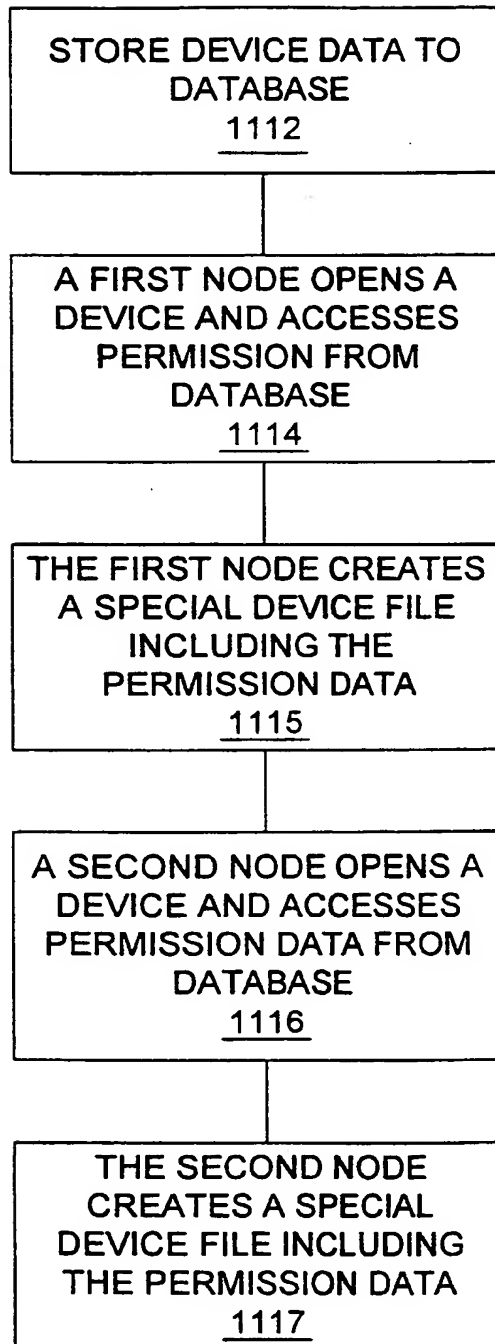 STORE DEVICE DATA TO
DATABASE
1112
A FIRST NODE OPENS A
DEVICE AND ACCESSES
PERMISSION FROM
DATABASE
1114
THE FIRST NODE CREATES
A SPECIAL DEVICE FILE
INCLUDING THE
PERMISSION DATA
1115
A SECOND NODE OPENS A
DEVICE AND ACCESSES
PERMISSION DATA FROM
DATABASE
1116
THE SECOND NODE
CREATES A SPECIAL
DEVICE FILE INCLUDING
THE PERMISSION DATA
1117